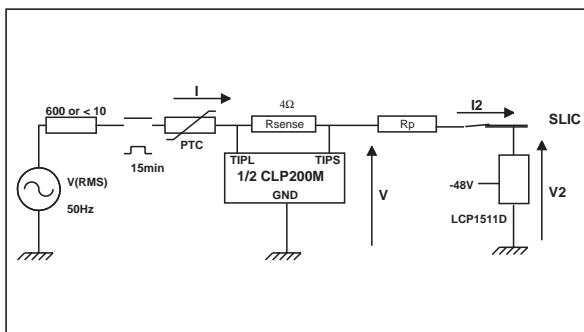 600 or < 10
I
4Ω
Rsense
PTC
Rp
I2
SLIC
15min
TIPL
TIPS
1/2 CLP200M
GND
V(RMS)
50Hz
V
-48V
V2
LCP1511D